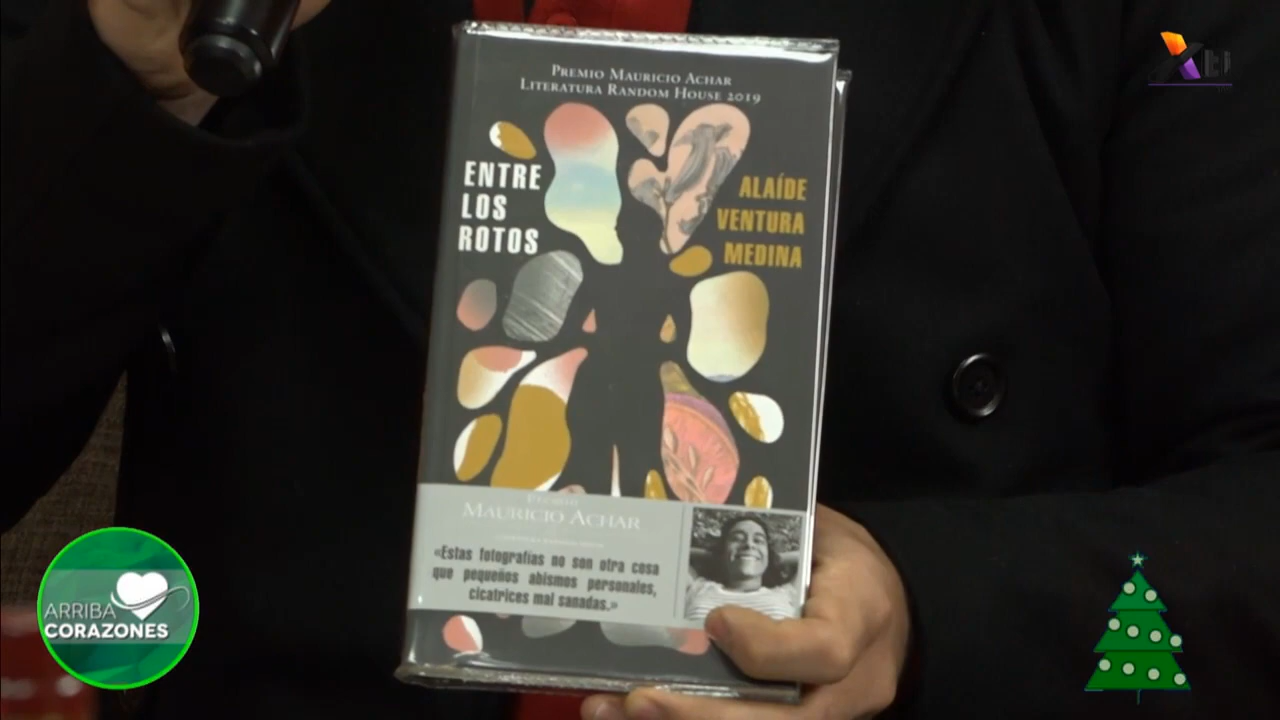 PREMIO MAURICIO ACHAR
LITERATURA RANDOM HOUSE 2019
ENTRE
LOS
ROTOS
ALAÍDE
VENTURA
MEDINA
PREMIO
MAURICIO ACHAR
«Estas fotografías no son otra cosa
que pequeños abismos personales,
cicatrices mal sanadas.»
ARRIBA
CORAZONES